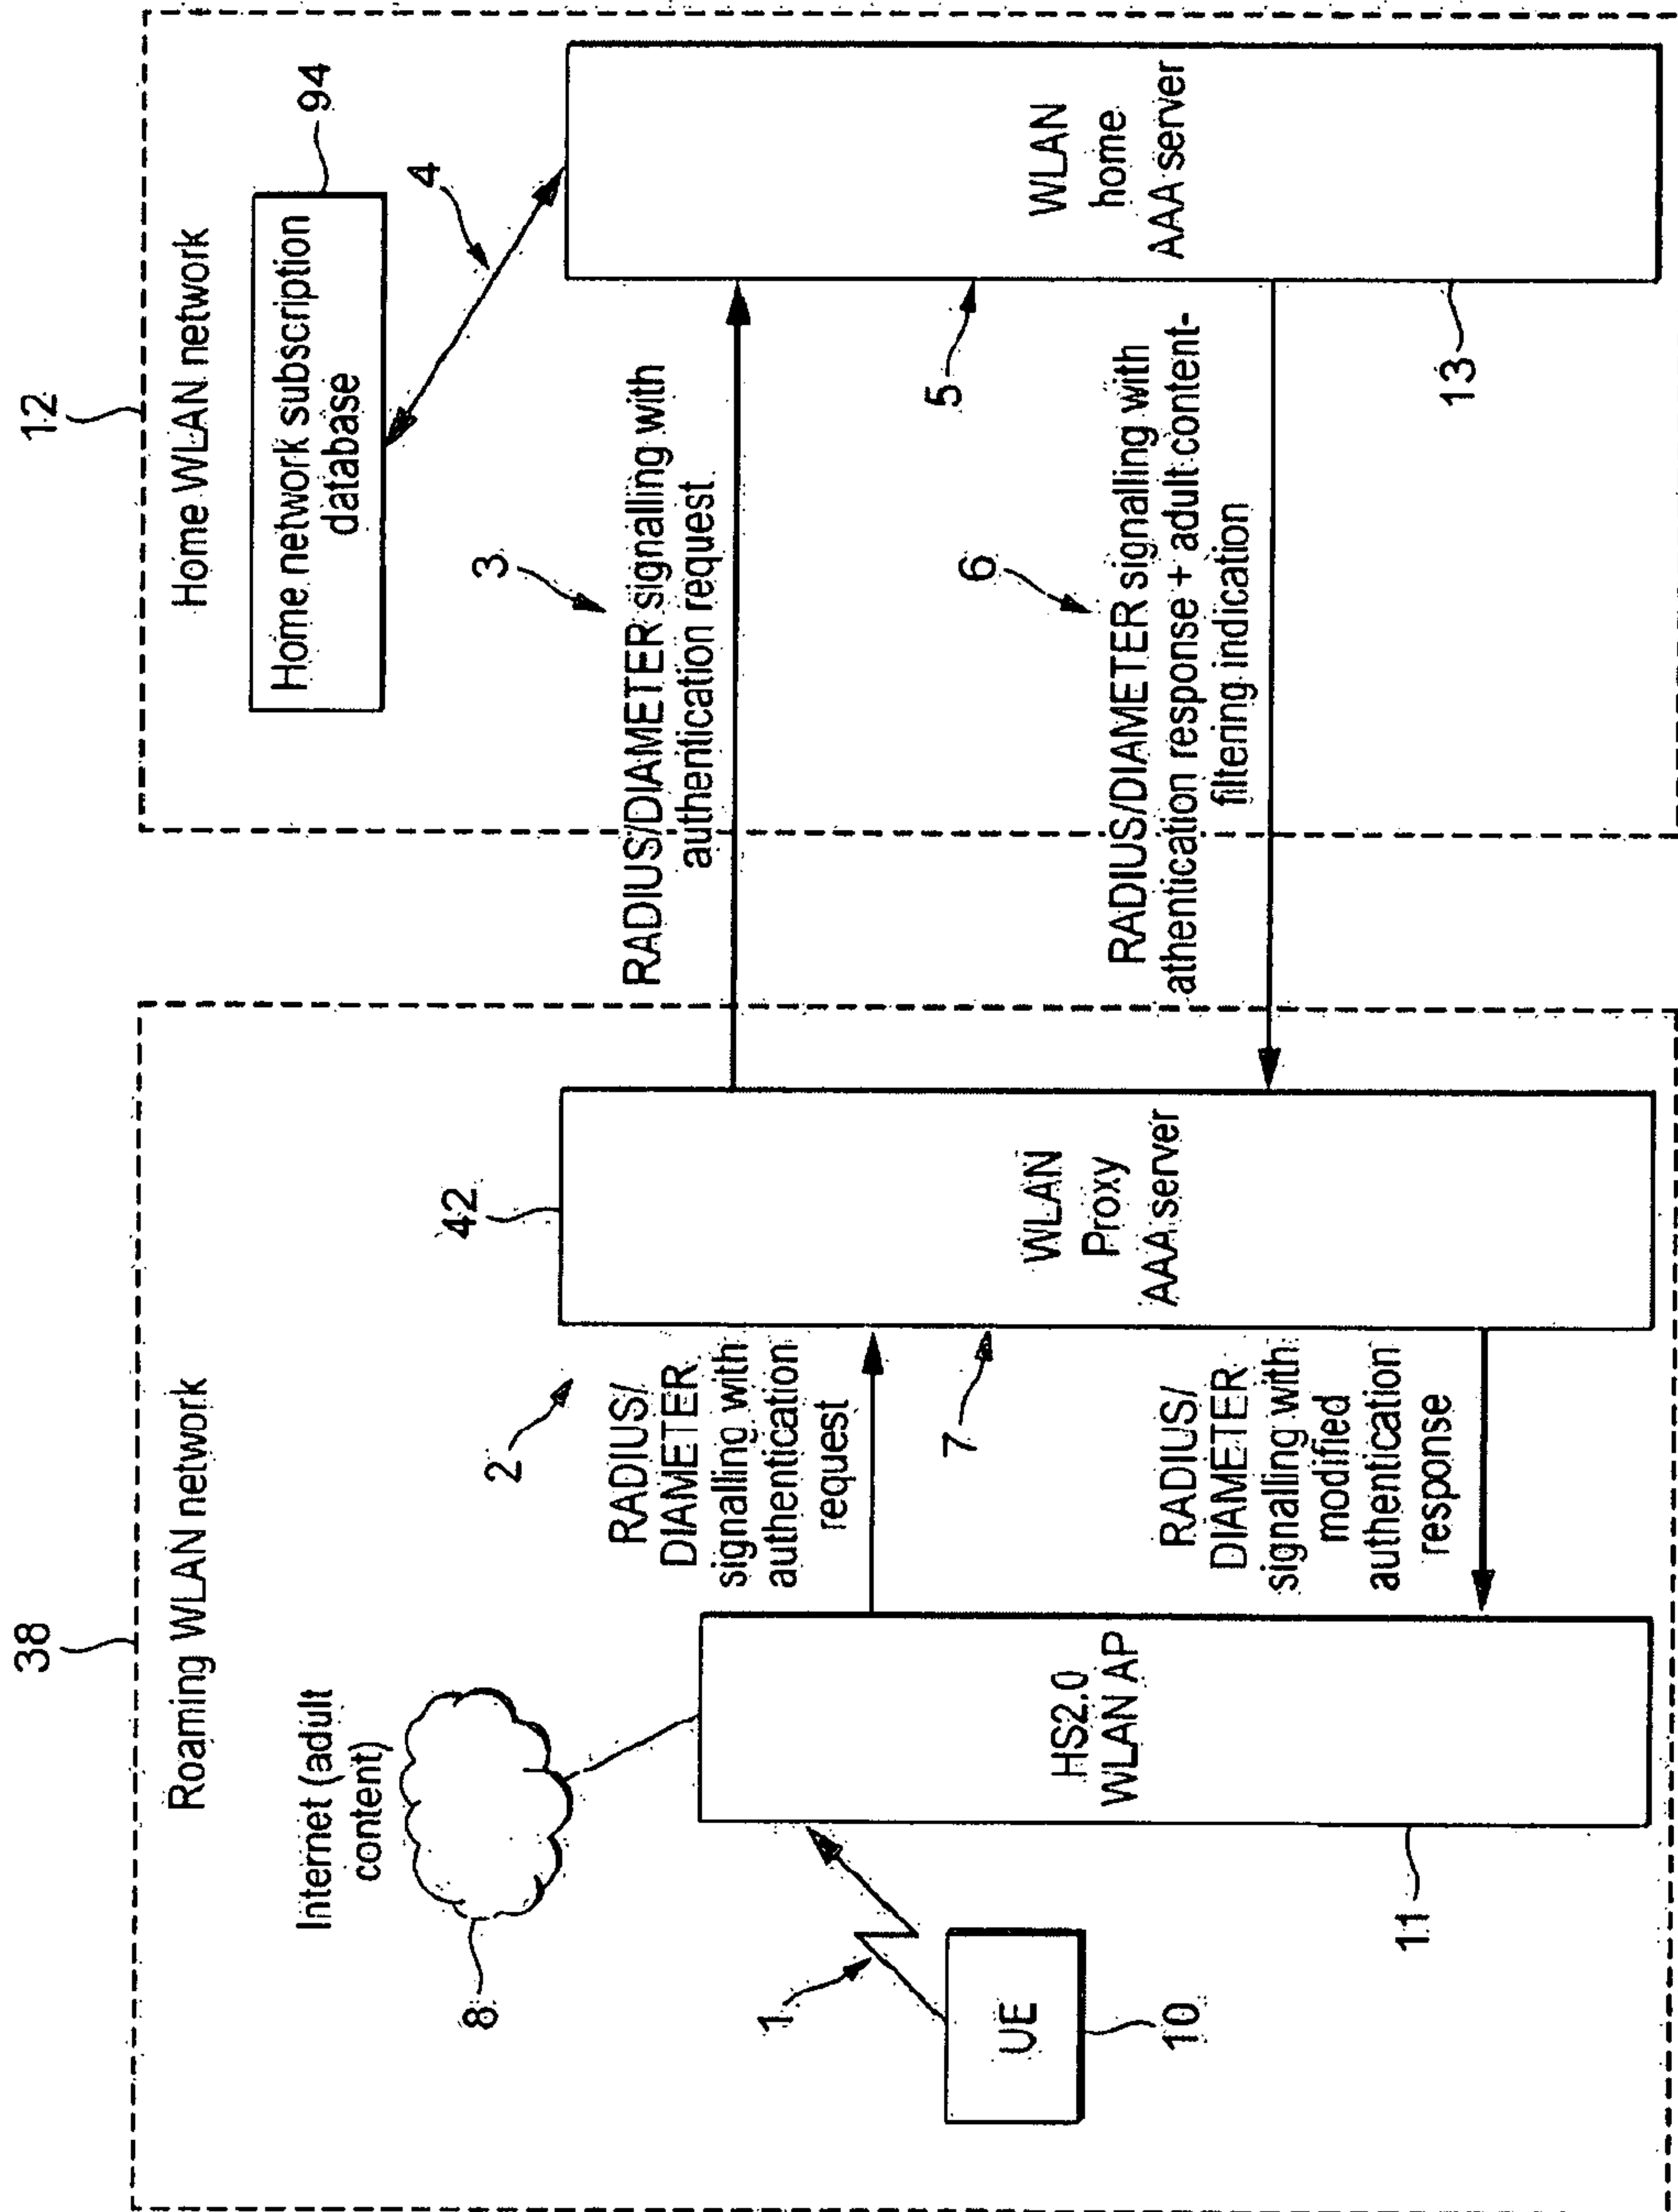 38
Roaming WLAN network
Internet (adult
content)
8
1
UE
10
HS2.0
WLAN AP
11
2
RADIUS/
DIAMETER
signalling with
authentication
request
7
RADIUS/
DIAMETER
signalling with
modified
authentication
response
42
WLAN
Proxy
AAA server
3
RADIUS/DIAMETER signalling with
authentication request
6
RADIUS/DIAMETER signalling with
athentication response + adult content-
filtering indication
12
Home WLAN network
Home network subscription
database
94
4
5
WLAN
home
AAA server
13